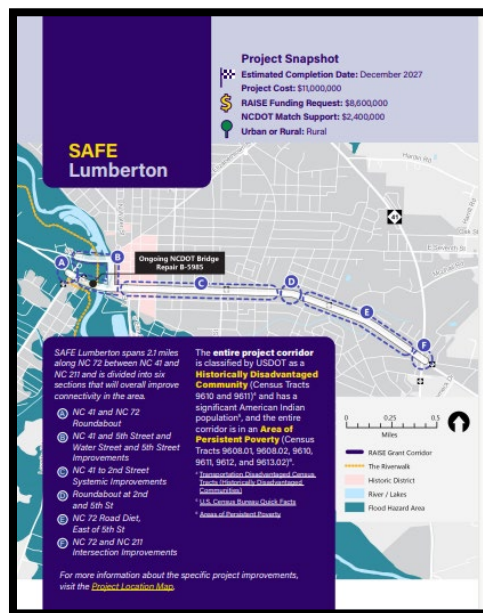 Project Snapshot
Estimated Completion Date: December 2027
Project Cost: $11,000,000
RAISE Funding Request: $8,600,000
NCDOT Match Support: $2,400,000
Urban or Rural: Rural
SAFE
Lumberton
Hardin Rd
41
Oak St
E Seventh St
A
B
Ongoing NCDOT Bridge
Repair B-5985
C
D
E
F
SAFE Lumberton spans 2.1 miles
along NC 72 between NC 41 and
NC 211 and is divided into six
sections that will overall improve
connectivity in the area.
A NC 41 and NC 72
Roundabout
B NC 41 and 5th Street and
Water Street and 5th Street
Improvements
C NC 41 to 2nd Street
Systemic Improvements
D Roundabout at 2nd
and 5th St
E NC 72 Road Diet,
East of 5th St
F NC 72 and NC 211
Intersection Improvements
The entire project corridor
is classified by USDOT as a
Historically Disadvantaged
Community (Census Tracts
9610 and 9611)⁴ and has a
significant American Indian
population⁵, and the entire
corridor is in an Area of
Persistent Poverty (Census
Tracts 9608.01, 9608.02, 9610,
9611, 9612, and 9613.02)⁶.
Transportation Disadvantaged Census
Tracts (Historically Disadvantaged
Communities)
U.S. Census Bureau Quick Facts
Areas of Persistent Poverty
0 0.25 0.5
Miles
RAISE Grant Corridor
The Riverwalk
Historic District
River / Lakes
Flood Hazard Area
For more information about the specific project improvements,
visit the Project Location Map.